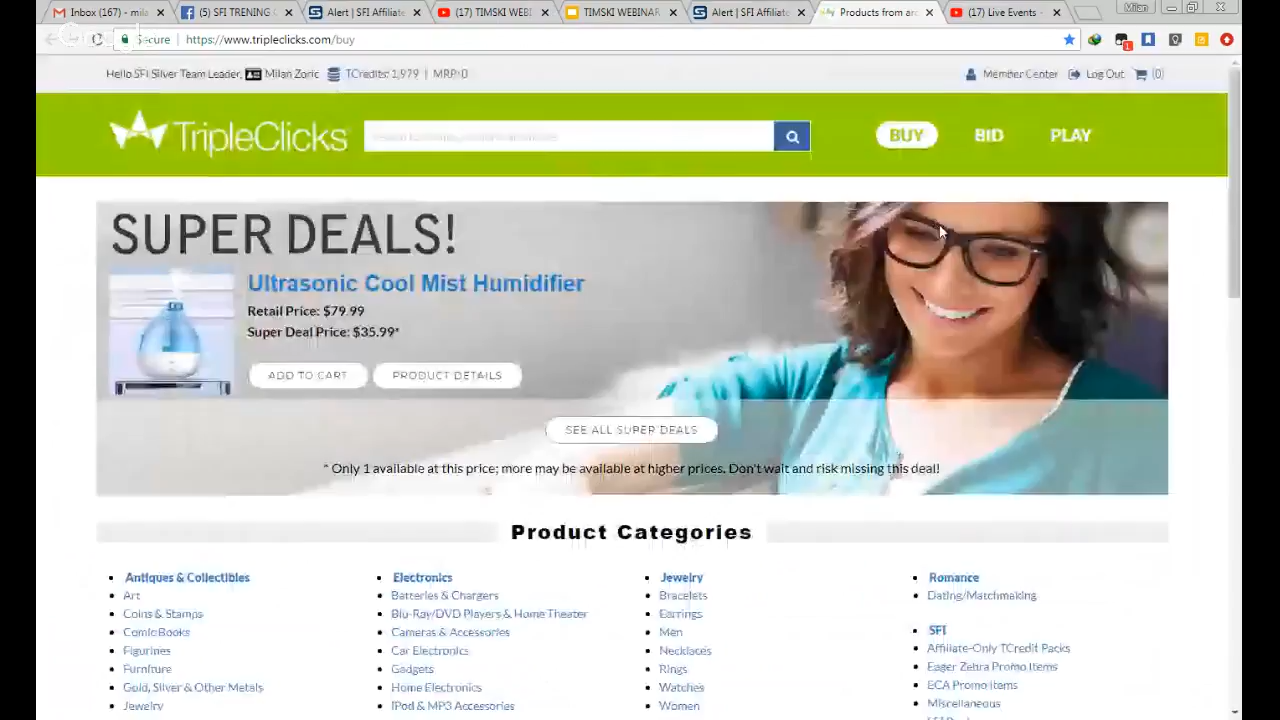 Inbox (167) - mila
(5) SFI TRENING C
Alert | SFI Affiliate
(17) TIMSKI WEBI
TIMSKI WEBINAR
Alert | SFI Affiliate
Products from aro
(17) Live Events -
Milan
Secure
https://www.tripleclicks.com/buy
Hello SFI Silver Team Leader,
Milan Zoric
TCredits: 1,979 | MRP: 0
Member Center
Log Out
(0)
TripleClicks
BUY
BID
PLAY
SUPER DEALS!
Ultrasonic Cool Mist Humidifier
Retail Price: $79.99
Super Deal Price: $35.99*
ADD TO CART
PRODUCT DETAILS
SEE ALL SUPER DEALS
* Only 1 available at this price; more may be available at higher prices. Don't wait and risk missing this deal!
Product Categories
Antiques & Collectibles
Art
Coins & Stamps
Comic Books
Figurines
Furniture
Gold, Silver & Other Metals
Jewelry
Electronics
Batteries & Chargers
Blu-Ray/DVD Players & Home Theater
Cameras & Accessories
Car Electronics
Gadgets
Home Electronics
iPod & MP3 Accessories
Jewelry
Bracelets
Earrings
Men
Necklaces
Rings
Watches
Women
Romance
Dating/Matchmaking
SFI
Affiliate-Only TCredit Packs
Eager Zebra Promo Items
ECA Promo Items
Miscellaneous